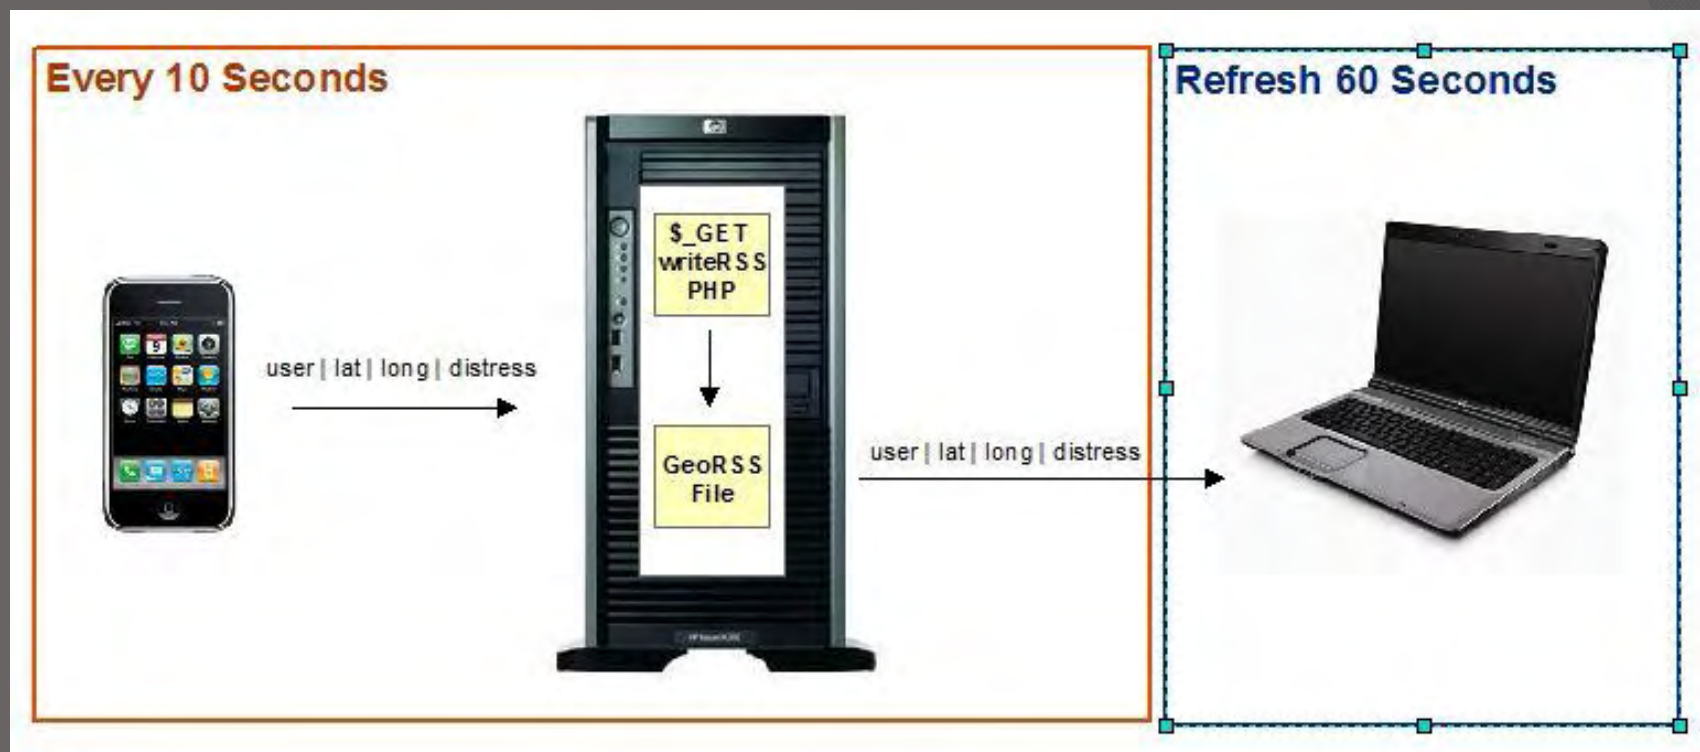 Every 10 Seconds
Refresh 60 Seconds
$_GET
writeRSS
PHP
user | lat | long | distress
GeoRSS
File
user | lat | long | distress